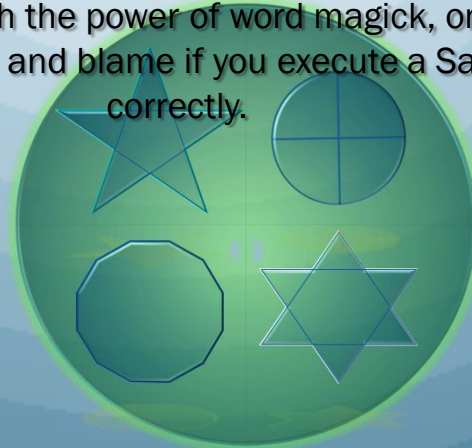 h the power of word magick, or
and blame if you execute a Sa
correctly.